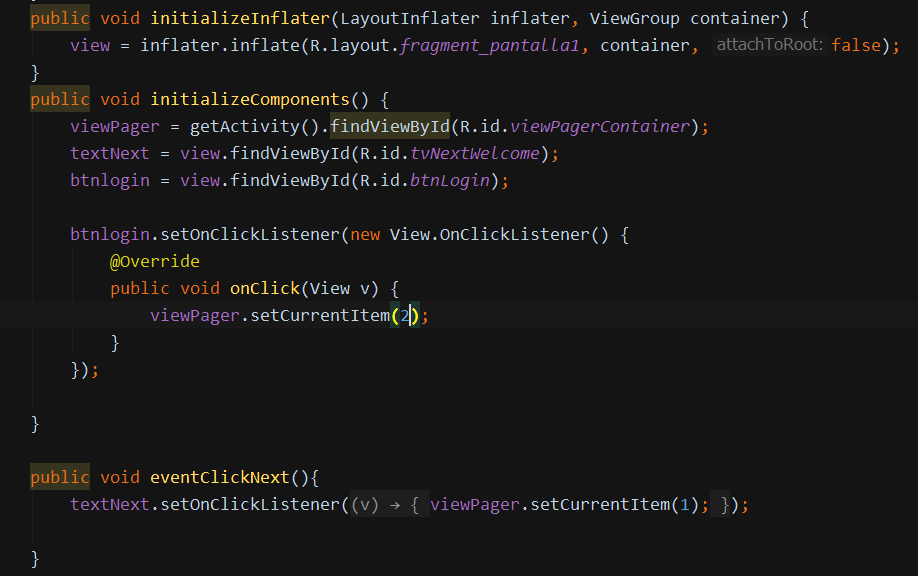 public void initializeInflater(LayoutInflater inflater, ViewGroup container) {
view = inflater.inflate(R.layout.fragment_pantalla1, container, attachToRoot: false);
}
public void initializeComponents() {
viewPager = getActivity().findViewById(R.id.viewPagerContainer);
textNext = view.findViewById(R.id.tvNextWelcome);
btnlogin = view.findViewById(R.id.btnLogin);
btnlogin.setOnClickListener(new View.OnClickListener() {
@Override
public void onClick(View v) {
viewPager.setCurrentItem(2);
}
});
}
public void eventClickNext(){
textNext.setOnClickListener((v) → { viewPager.setCurrentItem(1); });
}